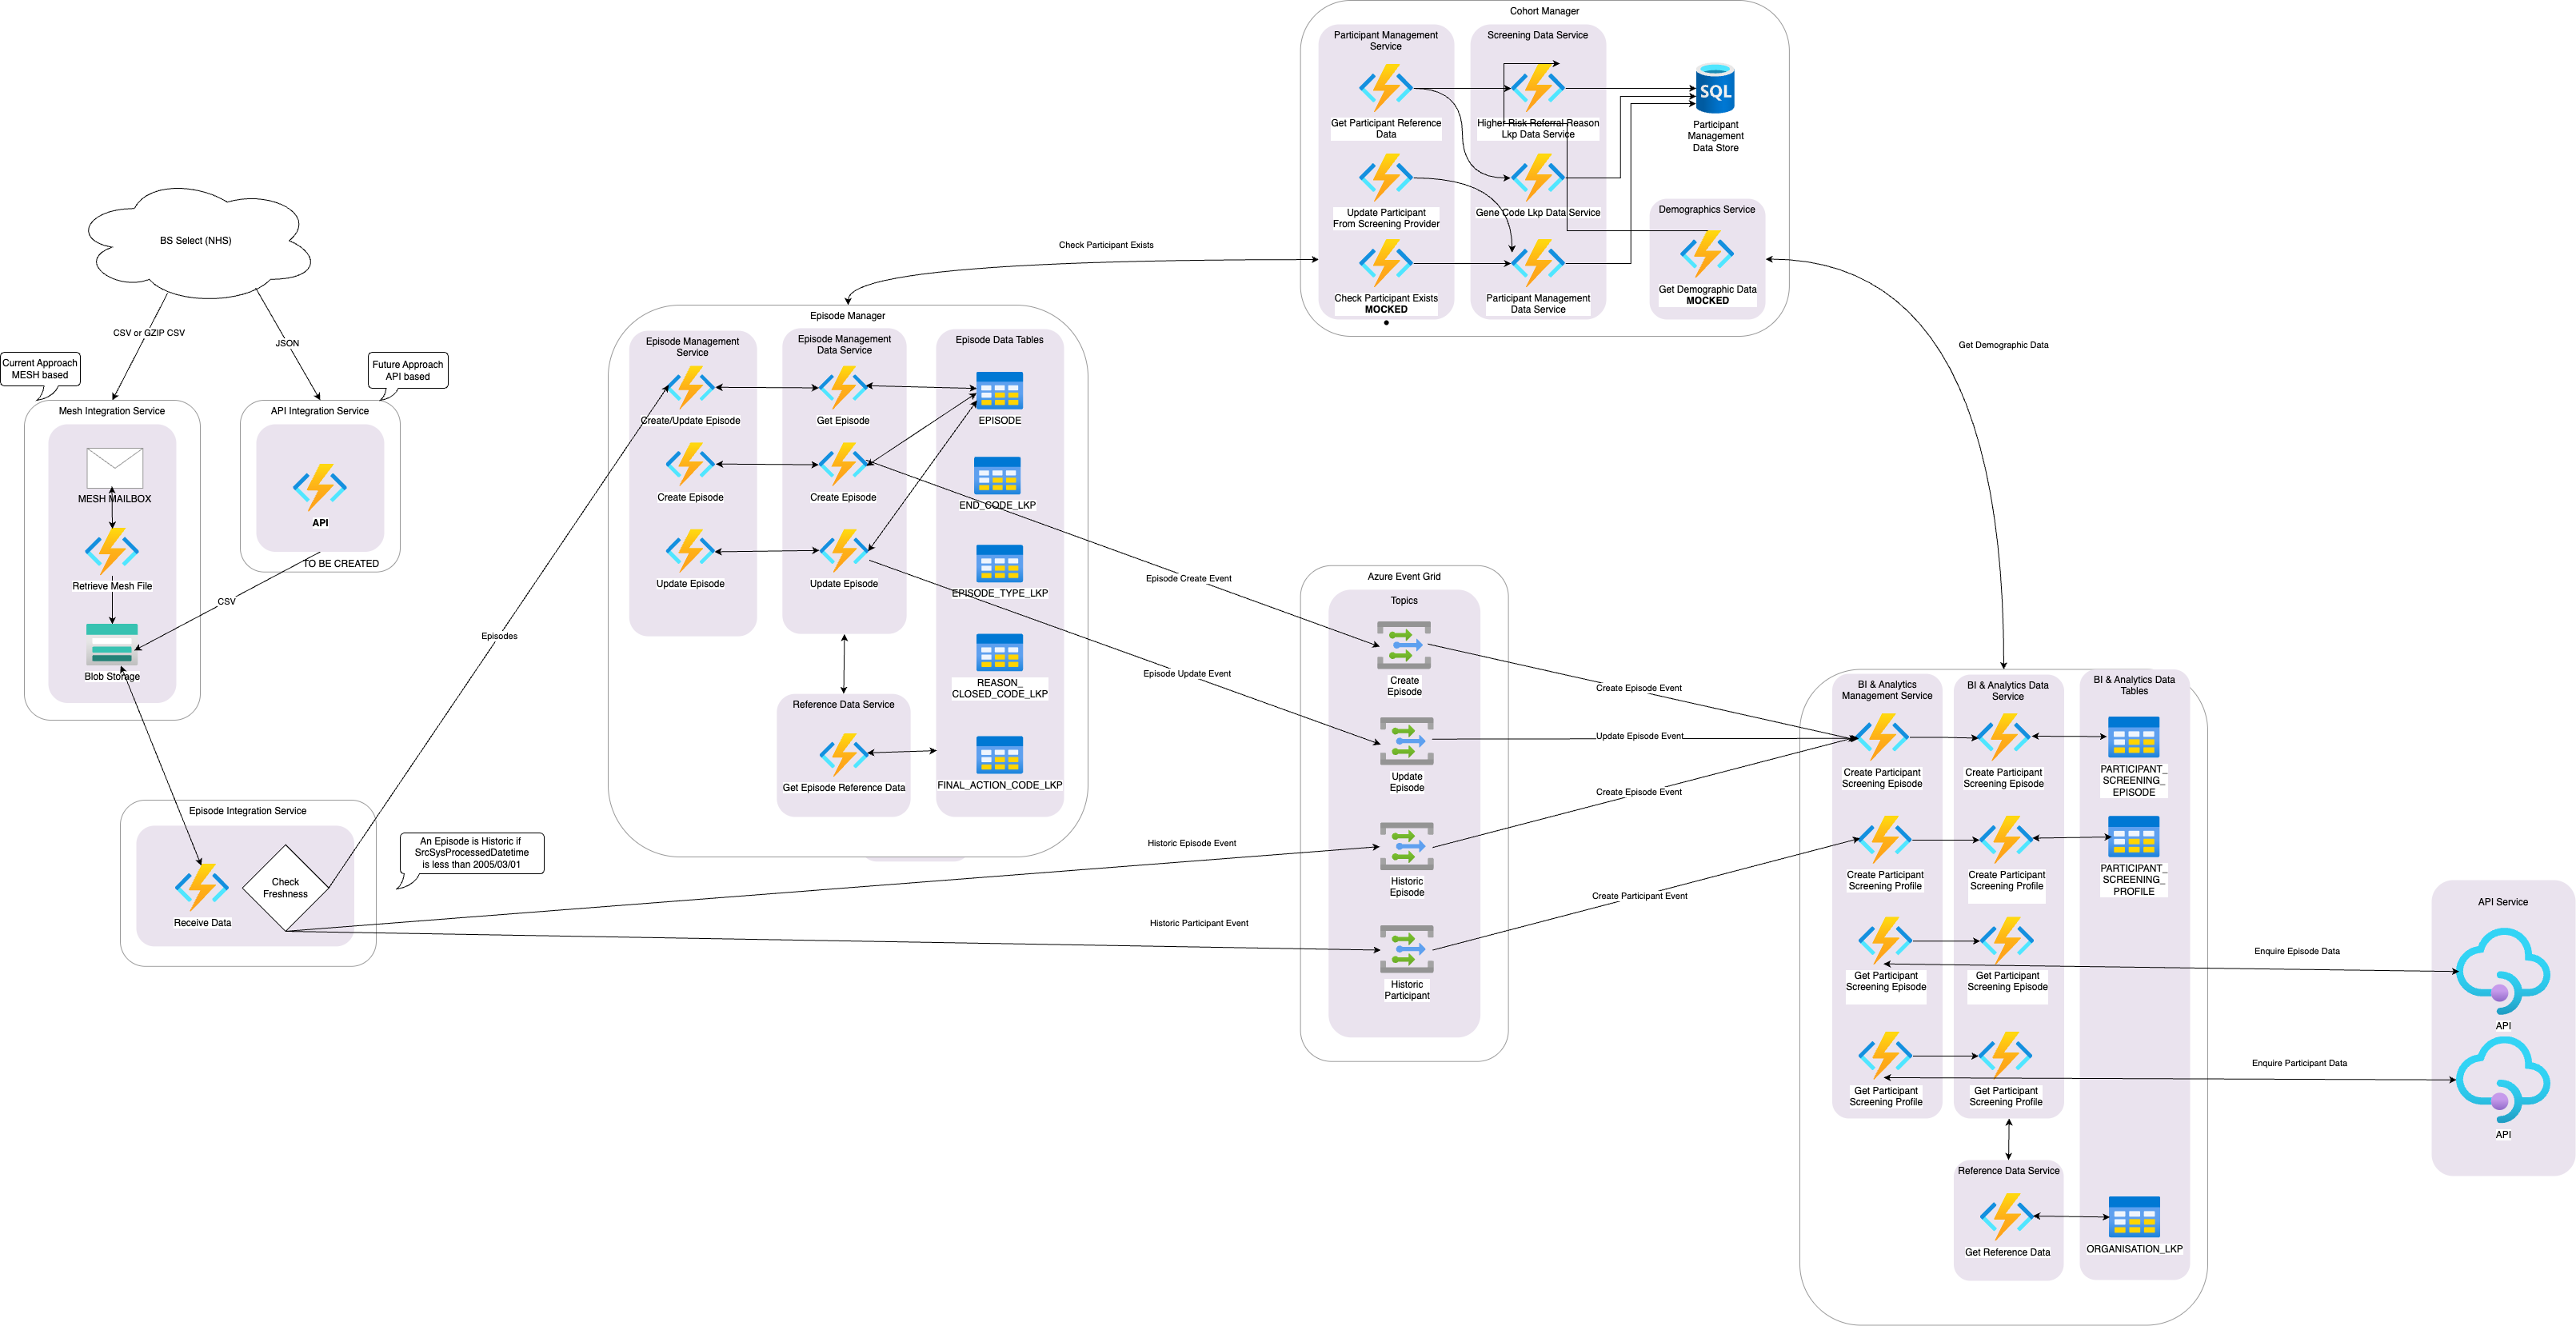 Cohort Manager
Participant Management
Service
Get Participant Reference
Data
Update Participant
From Screening Provider
Check Participant Exists
MOCKED
Screening Data Service
Higher Risk Referral Reason
Lkp Data Service
Gene Code Lkp Data Service
Participant Management
Data Service
SQL
Participant
Management
Data Store
Demographics Service
Get Demographic Data
MOCKED
BS Select (NHS)
CSV or GZIP CSV
JSON
Current Approach
MESH based
Future Approach
API based
Mesh Integration Service
MESH MAILBOX
Retrieve Mesh File
Blob Storage
API Integration Service
API
TO BE CREATED
CSV
Episodes
Episode Integration Service
Receive Data
Check
Freshness
An Episode is Historic if
SrcSysProcessedDatetime
is less than 2005/03/01
Check Participant Exists
Episode Manager
Episode Management
Service
Create/Update Episode
Create Episode
Update Episode
Episode Management
Data Service
Get Episode
Create Episode
Update Episode
Reference Data Service
Get Episode Reference Data
Episode Data Tables
EPISODE
END_CODE_LKP
EPISODE_TYPE_LKP
REASON_
CLOSED_CODE_LKP
FINAL_ACTION_CODE_LKP
Episode Create Event
Episode Update Event
Historic Episode Event
Historic Participant Event
Azure Event Grid
Topics
Create
Episode
Update
Episode
Historic
Episode
Historic
Participant
Create Episode Event
Update Episode Event
Create Episode Event
Create Participant Event
Get Demographic Data
BI & Analytics
Management Service
Create Participant
Screening Episode
Create Participant
Screening Profile
Get Participant
Screening Episode
Get Participant
Screening Profile
BI & Analytics Data
Service
Create Participant
Screening Episode
Create Participant
Screening Profile
Get Participant
Screening Episode
Get Participant
Screening Profile
Reference Data Service
Get Reference Data
BI & Analytics Data
Tables
PARTICIPANT_
SCREENING_
EPISODE
PARTICIPANT_
SCREENING_
PROFILE
ORGANISATION_LKP
Enquire Episode Data
Enquire Participant Data
API Service
API
API